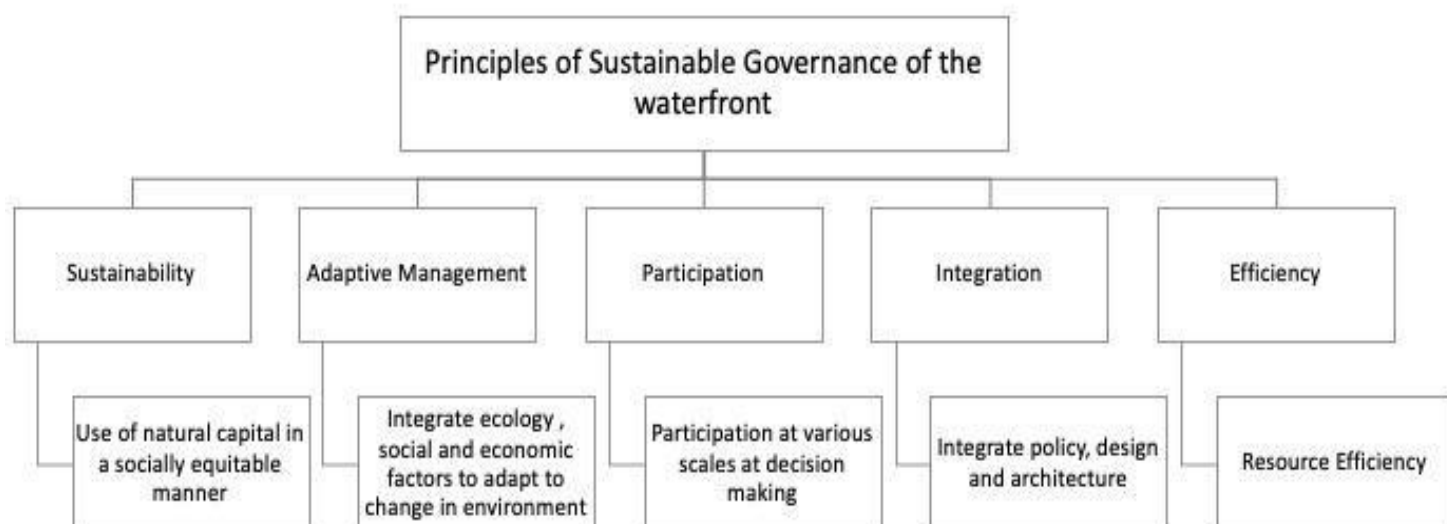 Principles of Sustainable Governance of the
waterfront
Sustainability
Adaptive Management
Participation
Integration
Efficiency
Use of natural capital in
a socially equitable
manner
Integrate ecology ,
social and economic
factors to adapt to
change in environment
Participation at various
scales at decision
making
Integrate policy, design
and architecture
Resource Efficiency